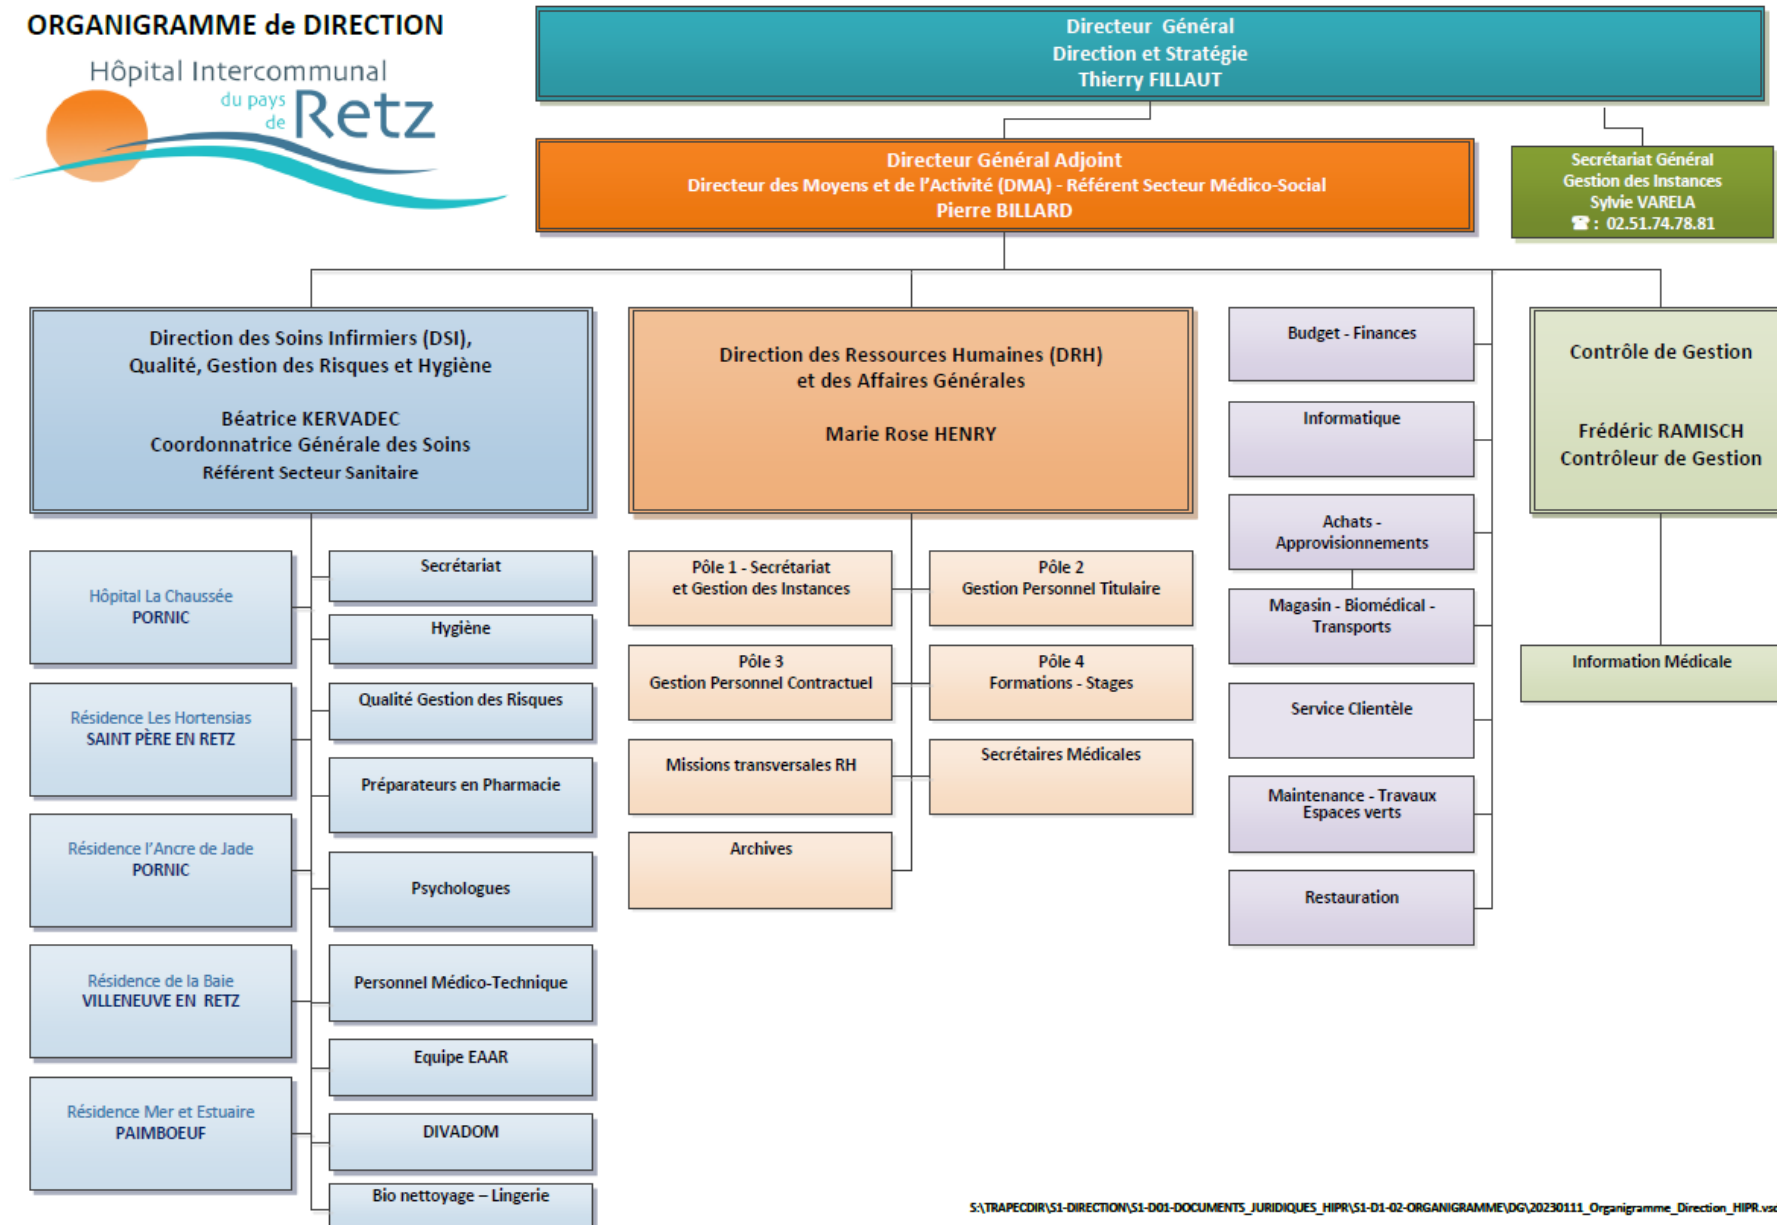 ORGANIGRAMME de DIRECTION
Hôpital Intercommunal
du pays
de
Retz
Directeur Général
Direction et Stratégie
Thierry FILLAUT
Directeur Général Adjoint
Directeur des Moyens et de l'Activité (DMA) - Référent Secteur Médico-Social
Pierre BILLARD
Secrétariat Général
Gestion des Instances
Sylvie VARELA
☎ : 02.51.74.78.81
Direction des Soins Infirmiers (DSI),
Qualité, Gestion des Risques et Hygiène
Béatrice KERVADEC
Coordonnatrice Générale des Soins
Référent Secteur Sanitaire
Direction des Ressources Humaines (DRH)
et des Affaires Générales
Marie Rose HENRY
Contrôle de Gestion
Frédéric RAMISCH
Contrôleur de Gestion
Hôpital La Chaussée
PORNIC
Résidence Les Hortensias
SAINT PÈRE EN RETZ
Résidence l'Ancre de Jade
PORNIC
Résidence de la Baie
VILLENEUVE EN RETZ
Résidence Mer et Estuaire
PAIMBOEUF
Secrétariat
Hygiène
Qualité Gestion des Risques
Préparateurs en Pharmacie
Psychologues
Personnel Médico-Technique
Equipe EAAR
DIVADOM
Bio nettoyage – Lingerie
Pôle 1 - Secrétariat
et Gestion des Instances
Pôle 2
Gestion Personnel Titulaire
Pôle 3
Gestion Personnel Contractuel
Pôle 4
Formations - Stages
Missions transversales RH
Secrétaires Médicales
Archives
Budget - Finances
Informatique
Achats -
Approvisionnements
Magasin - Biomédical -
Transports
Service Clientèle
Maintenance - Travaux
Espaces verts
Restauration
Information Médicale
S:\TRAPECDIR\S1-DIRECTION\S1-D01-DOCUMENTS_JURIDIQUES_HIPR\S1-D1-02-ORGANIGRAMME\DG\20230111_Organigramme_Direction_HIPR.vsd